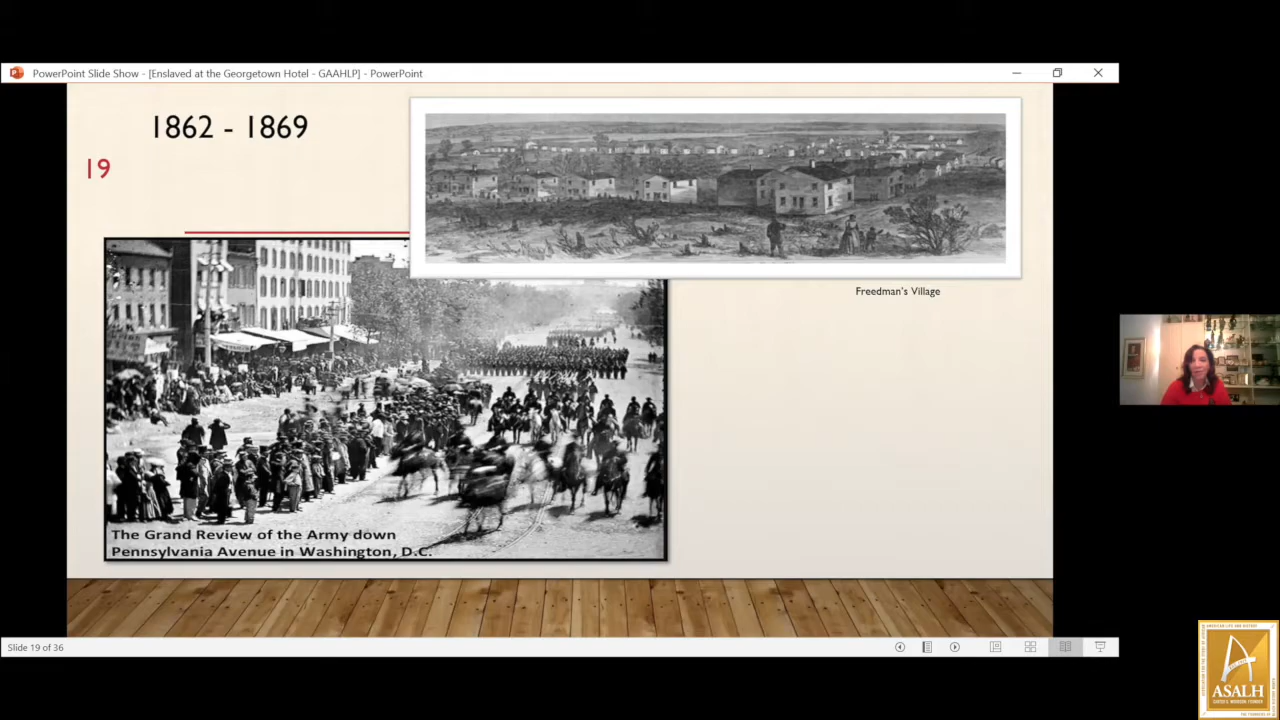 PowerPoint Slide Show - [Enslaved at the Georgetown Hotel - GAAHLP] - PowerPoint
1862 - 1869
19
Freedman's Village
The Grand Review of the Army down
Pennsylvania Avenue in Washington, D.C.
Slide 19 of 36
ASALH